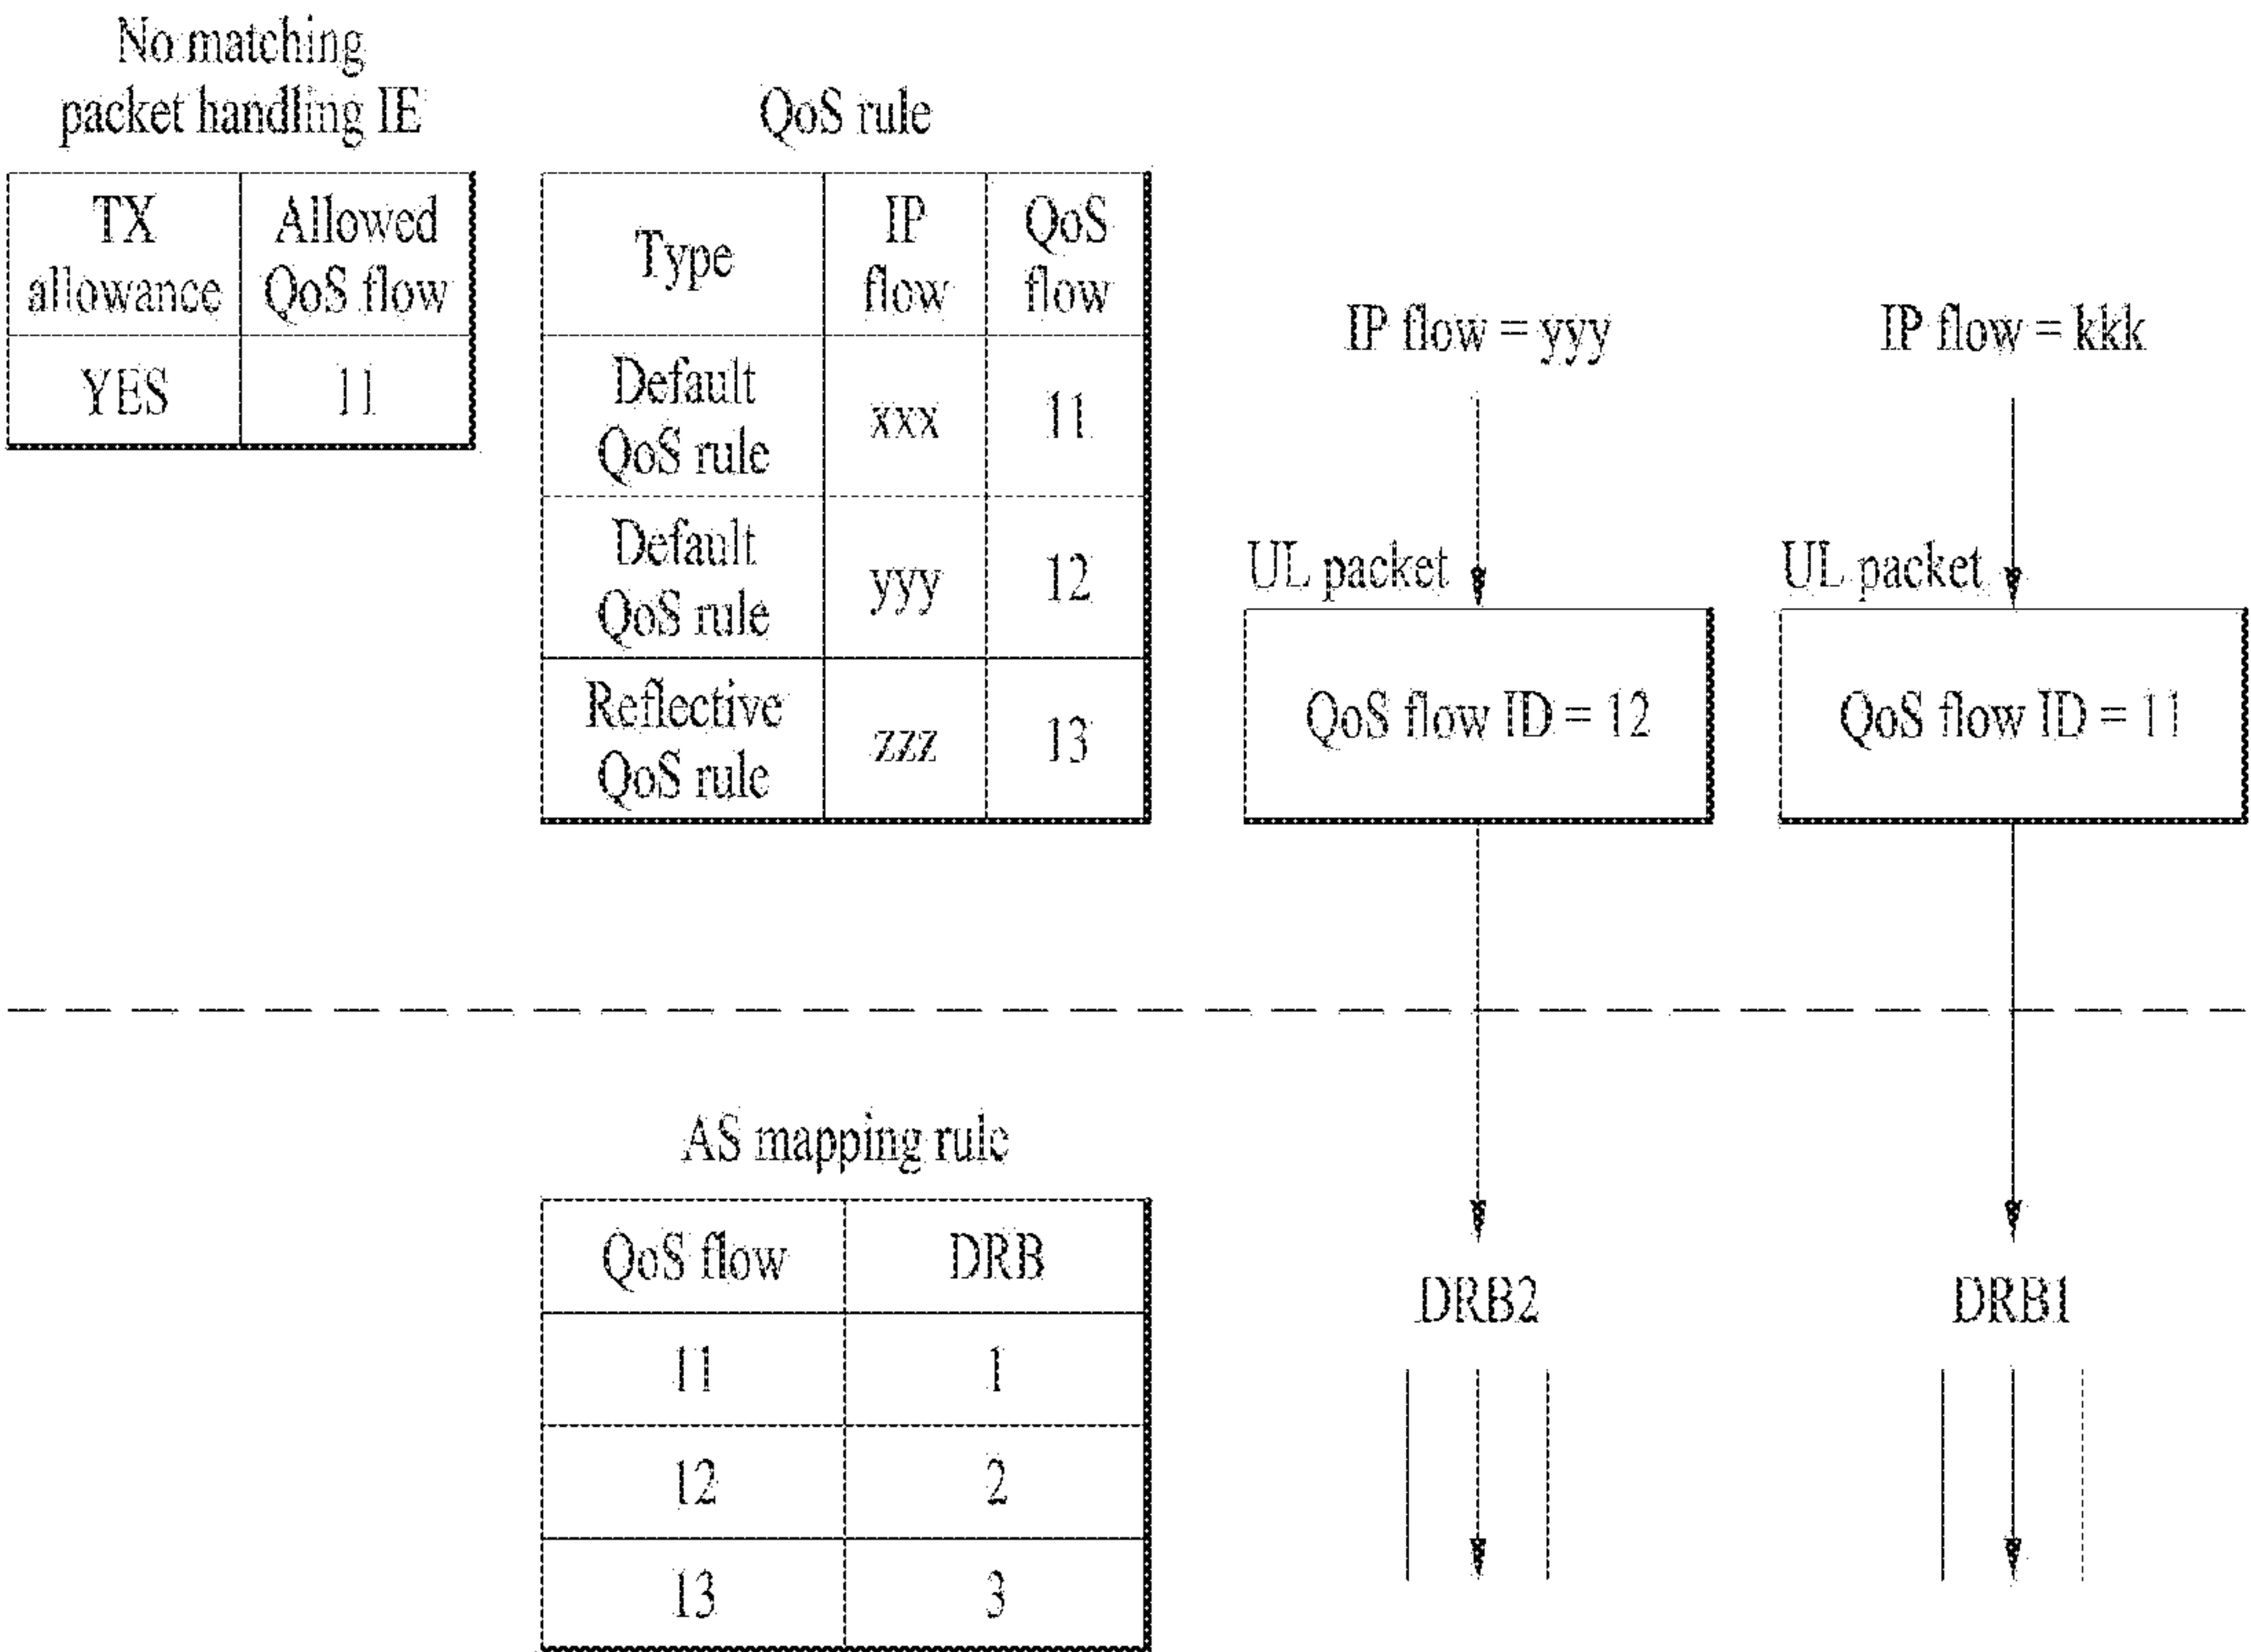 No matching
packet handling IE
TX
allowance
Allowed
QoS flow
YES
11
QoS rule
Type
IP
flow
QoS
flow
Default
QoS rule
xxx
11
Default
QoS rule
yyy
12
Reflective
QoS rule
zzz
13
IP flow = yyy
UL packet
QoS flow ID = 12
DRB2
IP flow = kkk
UL packet
QoS flow ID = 11
DRB1
AS mapping rule
QoS flow
DRB
11
1
12
2
13
3